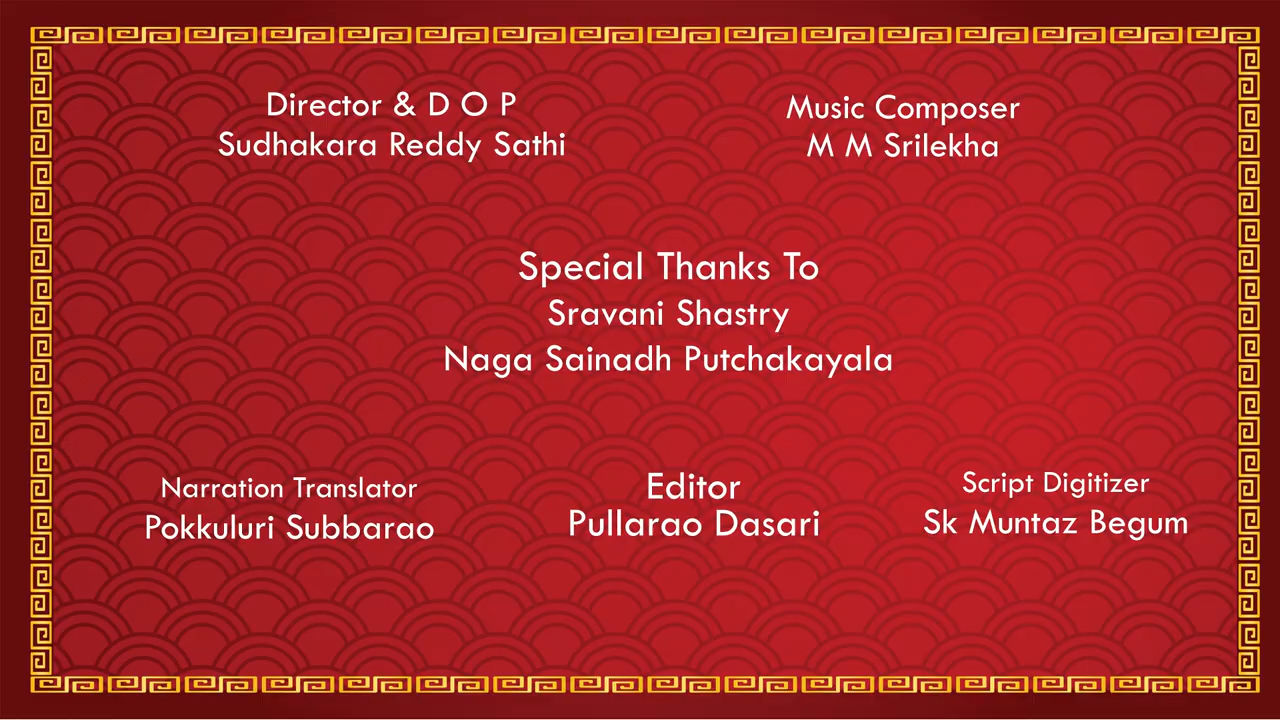 Director & D O P
Sudhakara Reddy Sathi
Music Composer
M M Srilekha
Special Thanks To
Sravani Shastry
Naga Sainadh Putchakayala
Narration Translator
Pokkuluri Subbarao
Editor
Pullarao Dasari
Script Digitizer
Sk Muntaz Begum